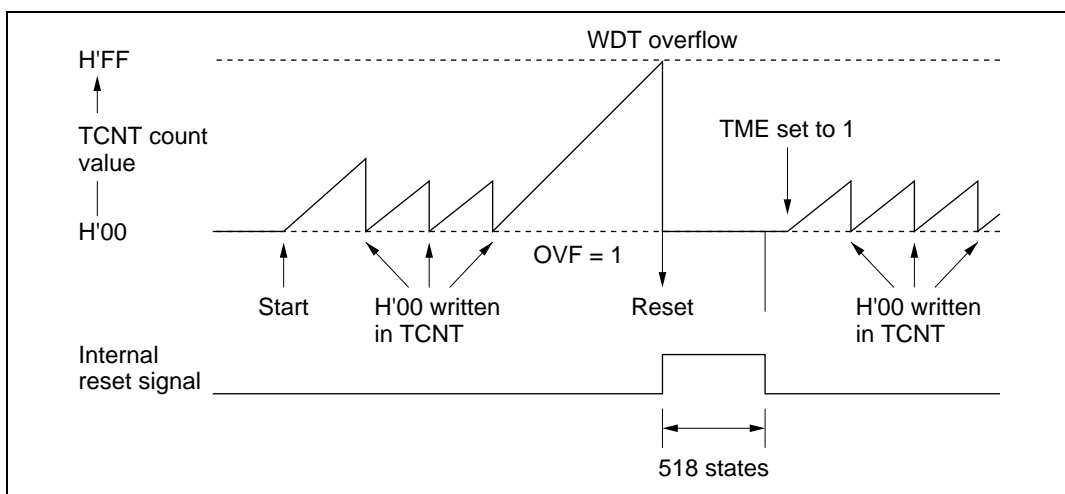 WDT overflow
H'FF
TCNT count
value
TME set to 1
H'00
OVF = 1
Start
H'00 written
in TCNT
Reset
H'00 written
in TCNT
Internal
reset signal
518 states